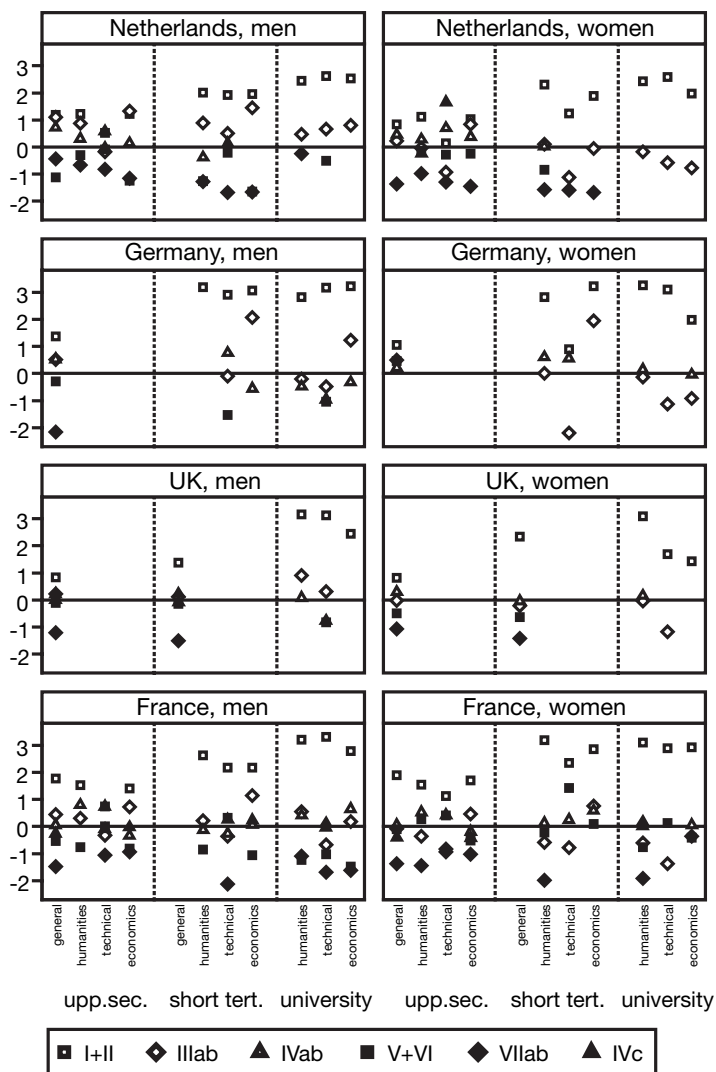 Netherlands, men
Netherlands, women
3
2
1
0
-1
-2
Germany, men
Germany, women
3
2
1
0
-1
-2
UK, men
UK, women
3
2
1
0
-1
-2
France, men
France, women
3
2
1
0
-1
-2
general humanities technical economics general humanities technical economics humanities technical economics general humanities technical economics general humanities technical economics humanities technical economics
upp.sec. short tert. university upp.sec. short tert. university
I+II IIIab IVab V+VI VIIab IVc